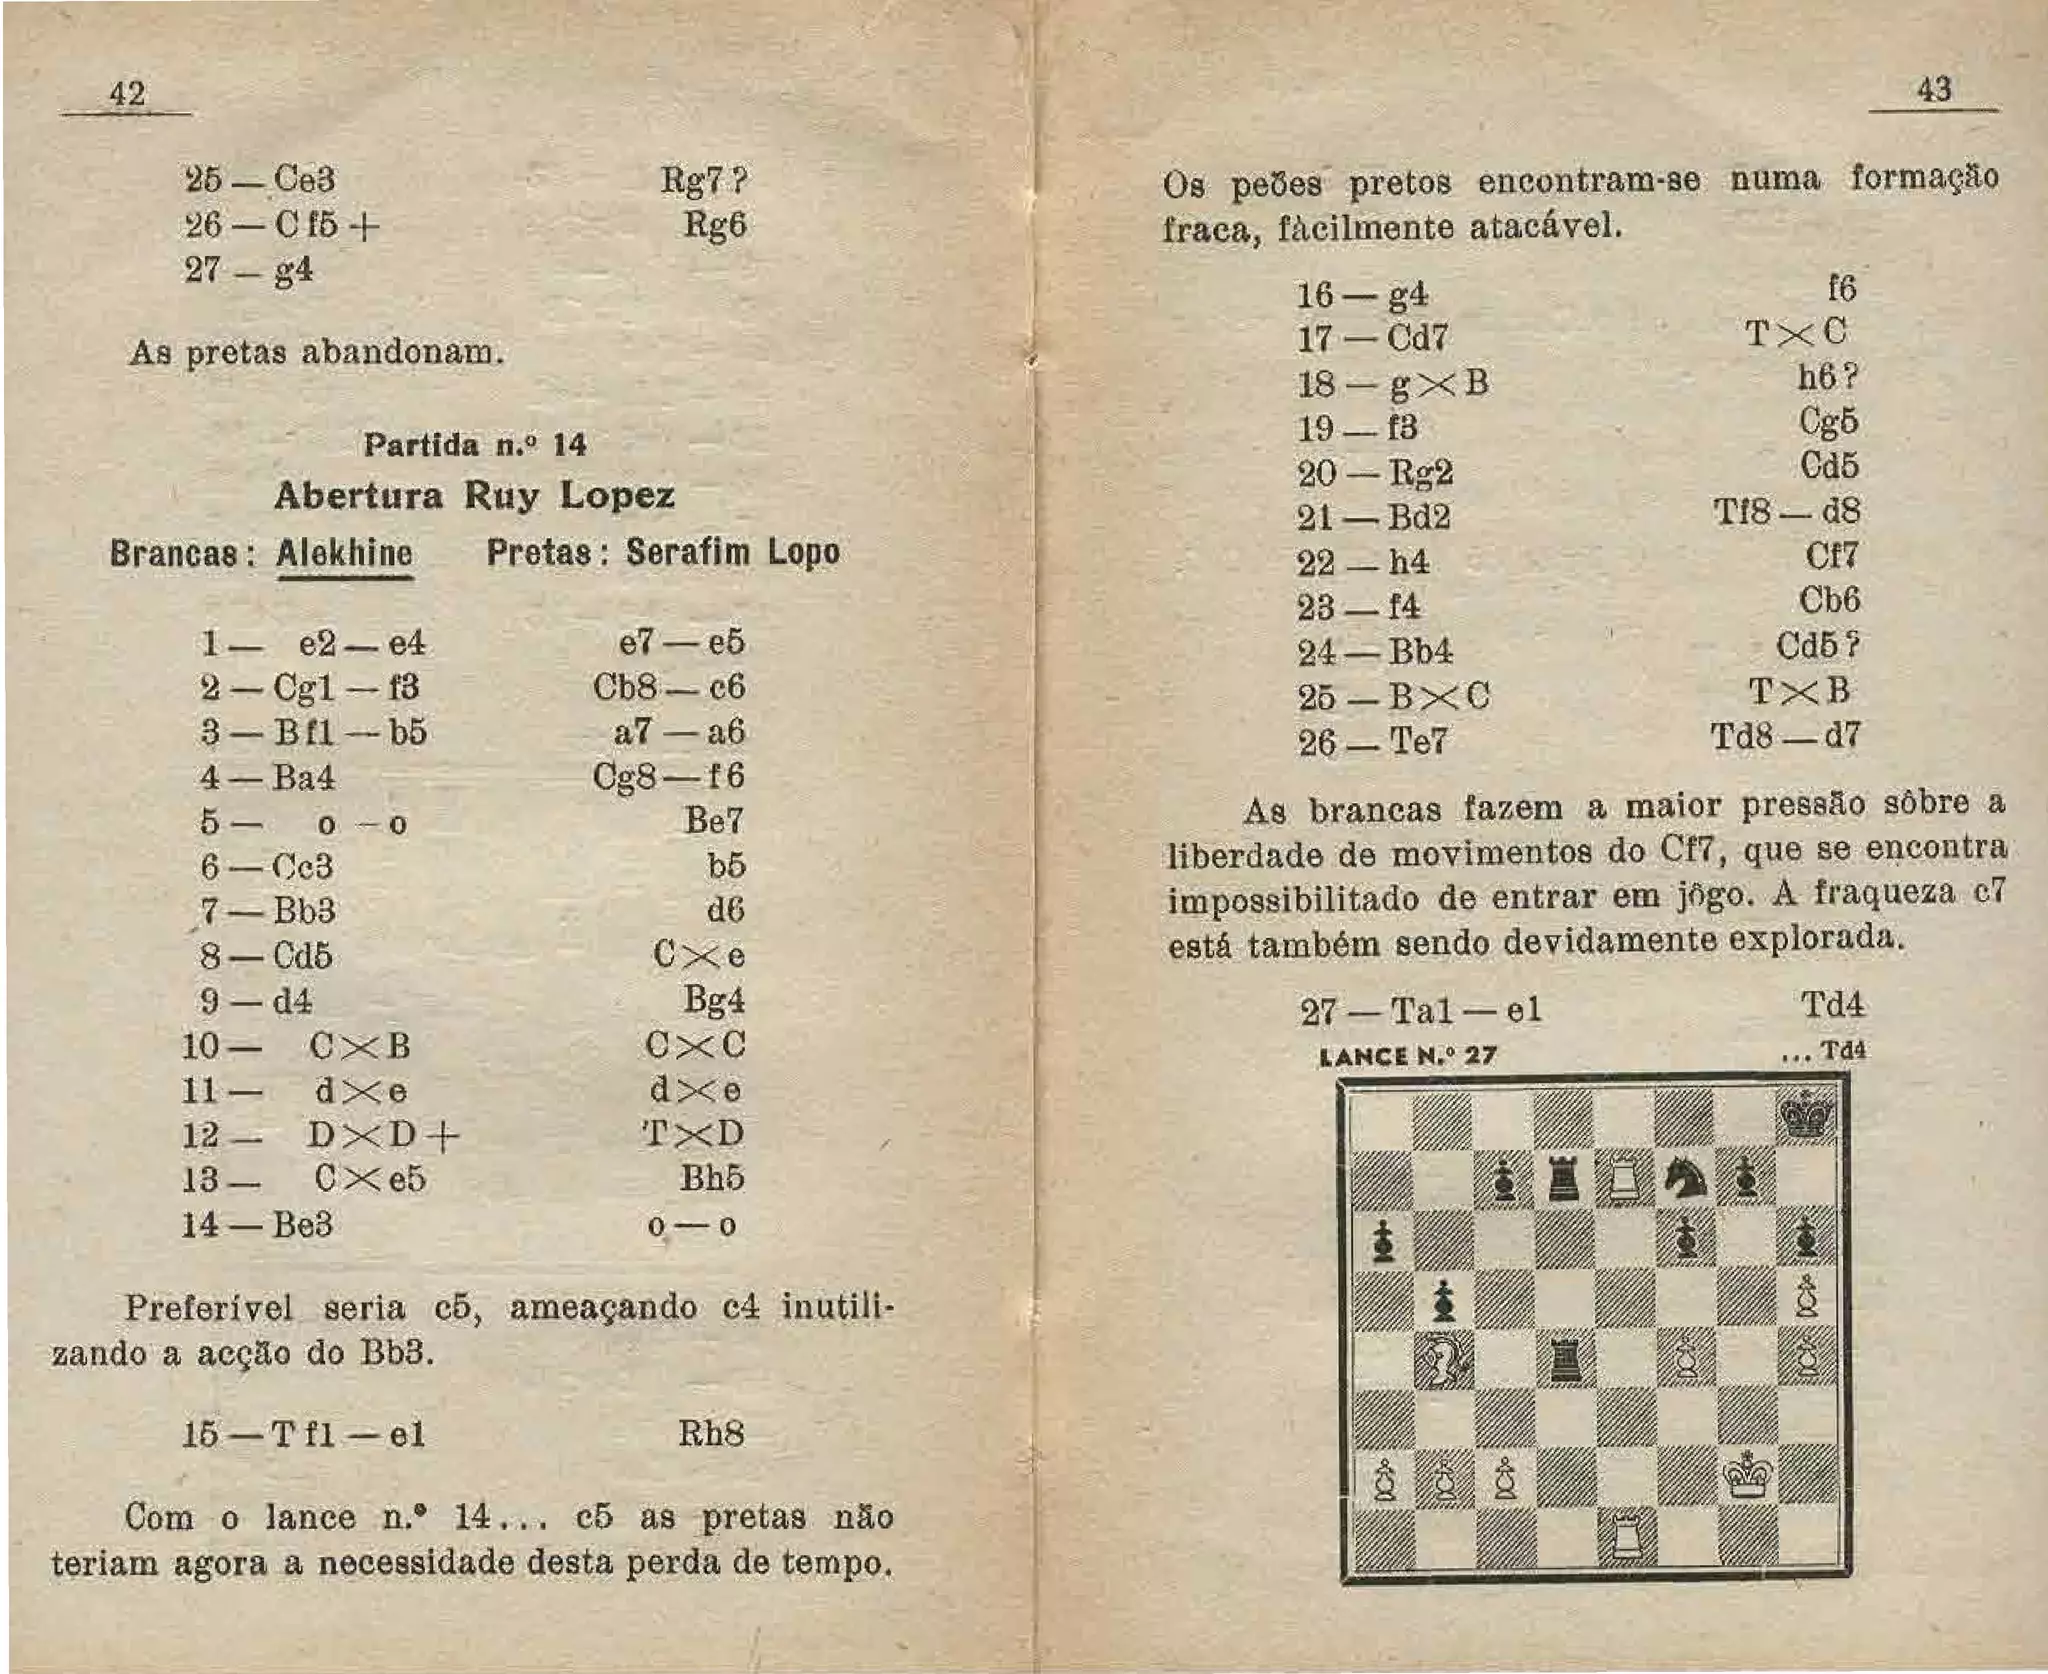 42
25 — Ce3 Rg7 ?
26 — C f5 + Rg6
27 — g4
As pretas abandonam.
Partida n.º 14
Abertura Ruy Lopez
Brancas : Alekhine Pretas : Serafim Lopo
1 — e2 — e4 e7 — e5
2 — Cg1 — f3 Cb8 — c6
3 — B f1 — b5 a7 — a6
4 — Ba4 Cg8 — f 6
5 — o — o Be7
6 — Cc3 b5
7 — Bb3 d6
8 — Cd5 C × e
9 — d4 Bg4
10 — C × B C × C
11 — d × e d × e
12 — D × D + T × D
13 — C × e5 Bh5
14 — Be3 o — o
Preferível seria c5, ameaçando c4 inutili-
zando a acção do Bb3.
15 — T f1 — e1 Rh8
Com o lance n.º 14... c5 as pretas não
teriam agora a necessidade desta perda de tempo.
43
Os peões pretos encontram-se numa formação
fraca, fàcilmente atacável.
16 — g4 f6
17 — Cd7 T × C
18 — g × B h6 ?
19 — f3 Cg5
20 — Rg2 Cd5
21 — Bd2 Tf8 — d8
22 — h4 Cf7
23 — f4 Cb6
24 — Bb4 Cd5 ?
25 — B × C T × B
26 — Te7 Td8 — d7
As brancas fazem a maior pressão sôbre a
liberdade de movimentos do Cf7, que se encontra
impossibilitado de entrar em jôgo. A fraqueza c7
está também sendo devidamente explorada.
27 — Ta1 — e1 Td4
LANCE N.º 27 ... Td4